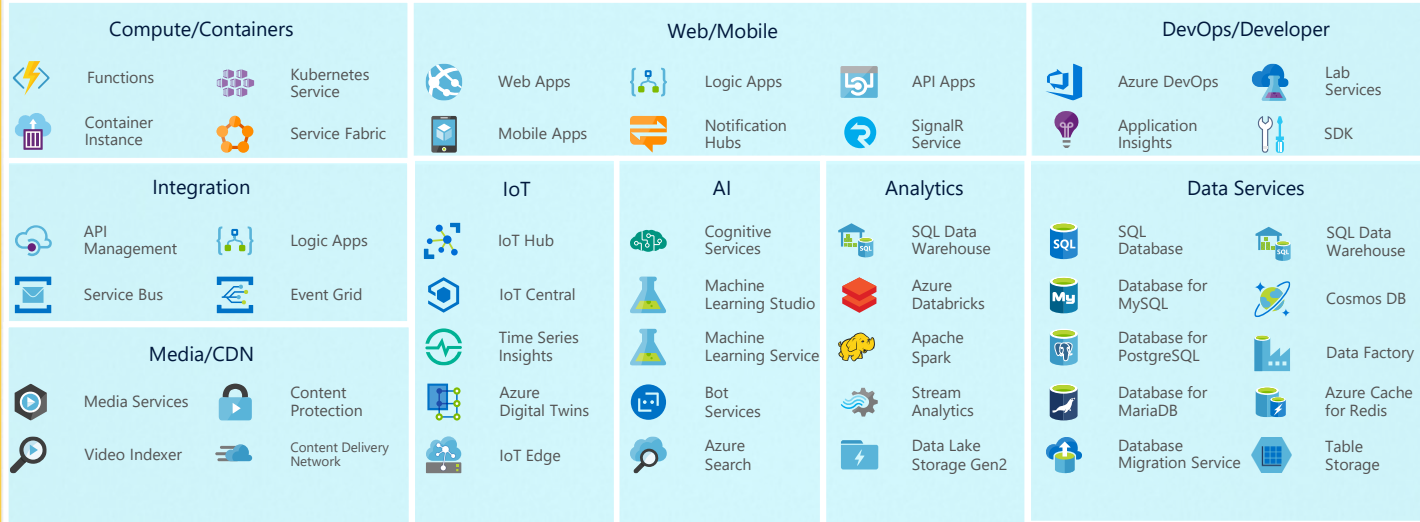 Compute/Containers
Functions
Kubernetes
Service
Container
Instance
Service Fabric
Web/Mobile
Web Apps
Logic Apps
API Apps
Mobile Apps
Notification
Hubs
SignalR
Service
DevOps/Developer
Azure DevOps
Lab
Services
Application
Insights
SDK
Integration
API
Management
Logic Apps
Service Bus
Event Grid
Media/CDN
Media Services
Content
Protection
Video Indexer
Content Delivery
Network
IoT
IoT Hub
IoT Central
Time Series
Insights
Azure
Digital Twins
IoT Edge
AI
Cognitive
Services
Machine
Learning Studio
Machine
Learning Service
Bot
Services
Azure
Search
Analytics
SQL
SQL Data
Warehouse
Azure
Databricks
Apache
Spark
Stream
Analytics
Data Lake
Storage Gen2
Data Services
SQL
SQL
Database
SQL
SQL Data
Warehouse
My
Database for
MySQL
Cosmos DB
Database for
PostgreSQL
Data Factory
Database for
MariaDB
Azure Cache
for Redis
Database
Migration Service
Table
Storage